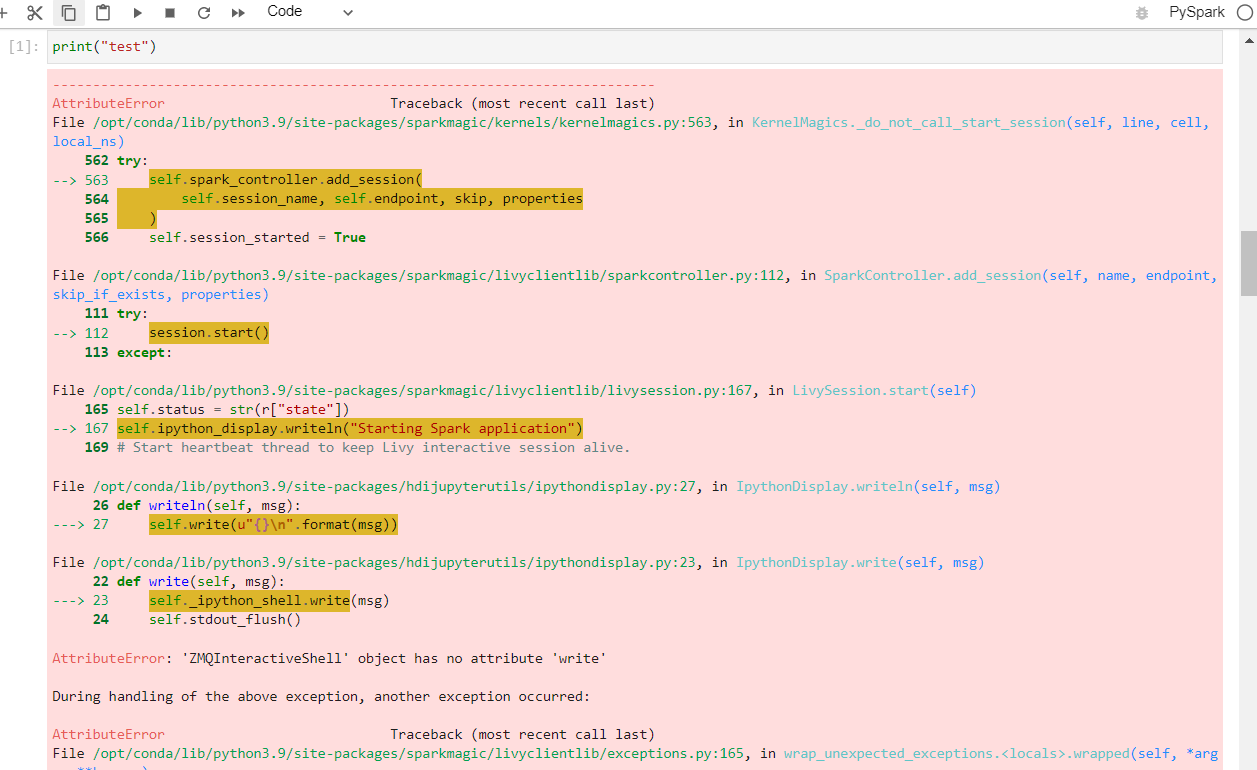 Code
PySpark
[1]: print("test")
---------------------------------------------------------------------------
AttributeError                            Traceback (most recent call last)
File /opt/conda/lib/python3.9/site-packages/sparkmagic/kernels/kernelmagics.py:563, in KernelMagics._do_not_call_start_session(self, line, cell,
local_ns)
    562 try:
--> 563     self.spark_controller.add_session(
    564         self.session_name, self.endpoint, skip, properties
    565     )
    566     self.session_started = True
File /opt/conda/lib/python3.9/site-packages/sparkmagic/livyclientlib/sparkcontroller.py:112, in SparkController.add_session(self, name, endpoint,
skip_if_exists, properties)
    111 try:
--> 112     session.start()
    113 except:
File /opt/conda/lib/python3.9/site-packages/sparkmagic/livyclientlib/livysession.py:167, in LivySession.start(self)
    165 self.status = str(r["state"])
--> 167 self.ipython_display.writeln("Starting Spark application")
    169 # Start heartbeat thread to keep Livy interactive session alive.
File /opt/conda/lib/python3.9/site-packages/hdijupyterutils/ipythondisplay.py:27, in IpythonDisplay.writeln(self, msg)
     26 def writeln(self, msg):
---> 27     self.write(u"{}\n".format(msg))
File /opt/conda/lib/python3.9/site-packages/hdijupyterutils/ipythondisplay.py:23, in IpythonDisplay.write(self, msg)
     22 def write(self, msg):
---> 23     self._ipython_shell.write(msg)
     24     self.stdout_flush()
AttributeError: 'ZMQInteractiveShell' object has no attribute 'write'
During handling of the above exception, another exception occurred:
AttributeError                            Traceback (most recent call last)
File /opt/conda/lib/python3.9/site-packages/sparkmagic/livyclientlib/exceptions.py:165, in wrap_unexpected_exceptions.<locals>.wrapped(self, *arg